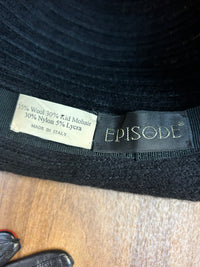 35% Wool 30% Kid Mohair
30% Nylon 5% Lycra
MADE IN ITALY
EPISODE